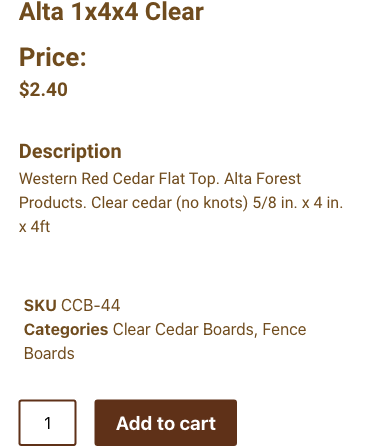 Alta 1x4x4 Clear
Price:
$2.40
Description
Western Red Cedar Flat Top. Alta Forest
Products. Clear cedar (no knots) 5/8 in. x 4 in.
x 4ft
SKU CCB-44
Categories Clear Cedar Boards, Fence
Boards
1 Add to cart